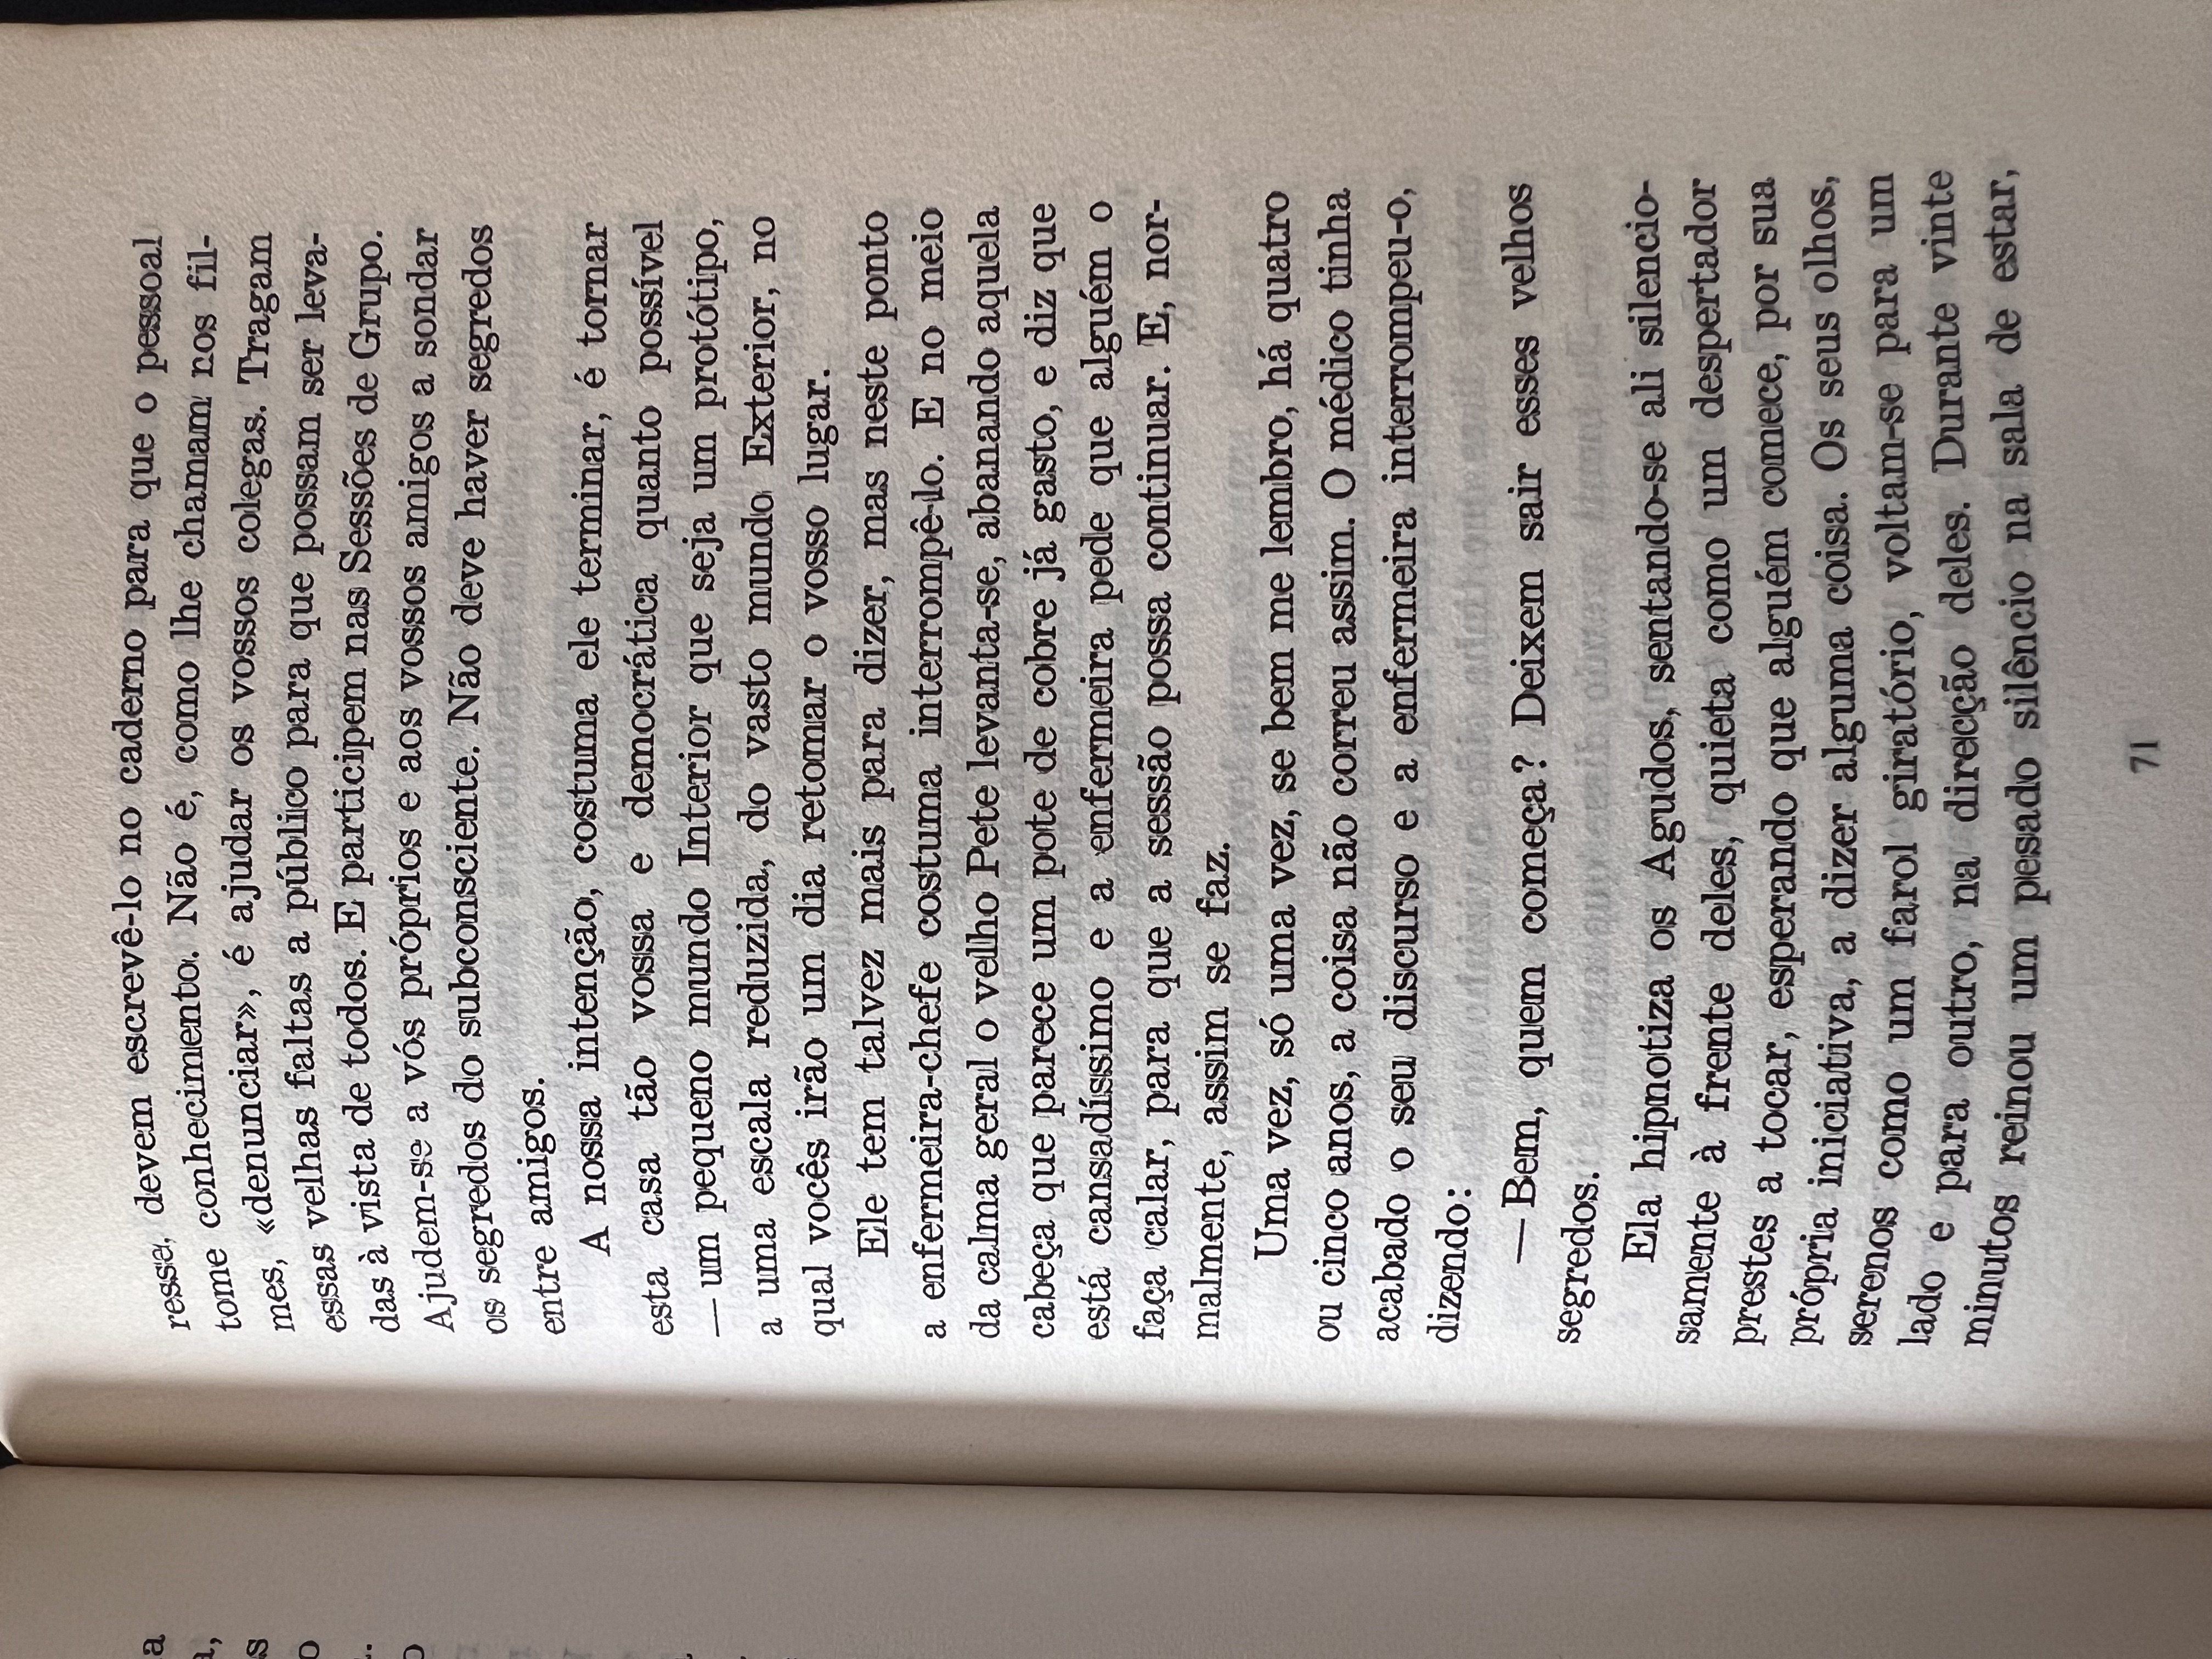 resse, devem escrevê-lo no caderno para que o pessoal
tome conhecimento. Não é, como lhe chamam nos fil-
mes, «denunciar», é ajudar os vossos colegas. Tragam
essas velhas faltas a público para que possam ser leva-
das à vista de todos. E participem nas Sessões de Grupo.
Ajudem-se a vós próprios e aos vossos amigos a sondar
os segredos do subconsciente. Não deve haver segredos
entre amigos.
A nossa intenção, costuma ele terminar, é tornar
esta casa tão vossa e democrática quanto possível
— um pequeno mundo Interior que seja um protótipo,
a uma escala reduzida, do vasto mundo Exterior, no
qual vocês irão um dia retomar o vosso lugar.
Ele tem talvez mais para dizer, mas neste ponto
a enfermeira-chefe costuma interrompê-lo. E no meio
da calma geral o velho Pete levanta-se, abanando aquela
cabeça que parece um pote de cobre já gasto, e diz que
está cansadíssimo e a enfermeira pede que alguém o
faça calar, para que a sessão possa continuar. E, nor-
malmente, assim se faz.
Uma vez, só uma vez, se bem me lembro, há quatro
ou cinco anos, a coisa não correu assim. O médico tinha
acabado o seu discurso e a enfermeira interrompeu-o,
dizendo:
— Bem, quem começa? Deixem sair esses velhos
segredos.
Ela hipnotiza os Agudos, sentando-se ali silencio-
samente à frente deles, quieta como um despertador
prestes a tocar, esperando que alguém comece, por sua
própria iniciativa, a dizer alguma coisa. Os seus olhos,
serenos como um farol giratório, voltam-se para um
lado e para outro, na direcção deles. Durante vinte
minutos reinou um pesado silêncio na sala de estar,
71